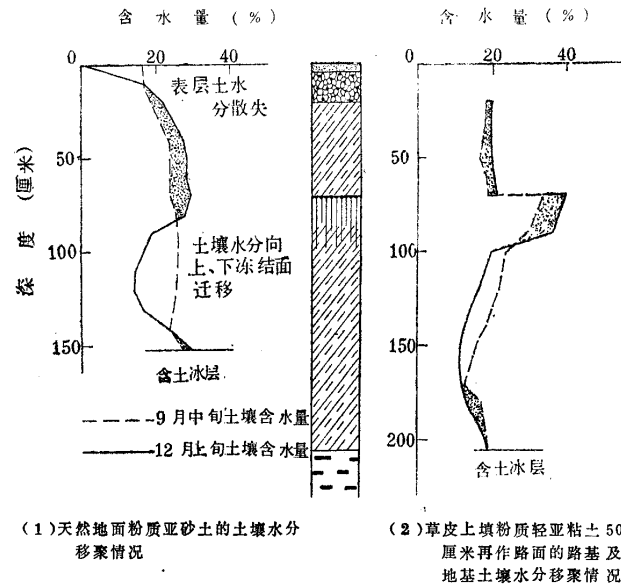 含水量(%)
0 20 40
0
50
100
150
深度(厘米)
表层土水
分散失
土壤水分向
上、下冻结面
迁移
含土冰层
9月中旬土壤含水量
12月上旬土壤含水量
(1)天然地面粉质亚砂土的土壤水分
移聚情况
含水量(%)
0 20 40
0
50
100
150
200
含土冰层
(2)草皮上填粉质轻亚粘土50
厘米再作路面的路基及
地基土壤水分移聚情况